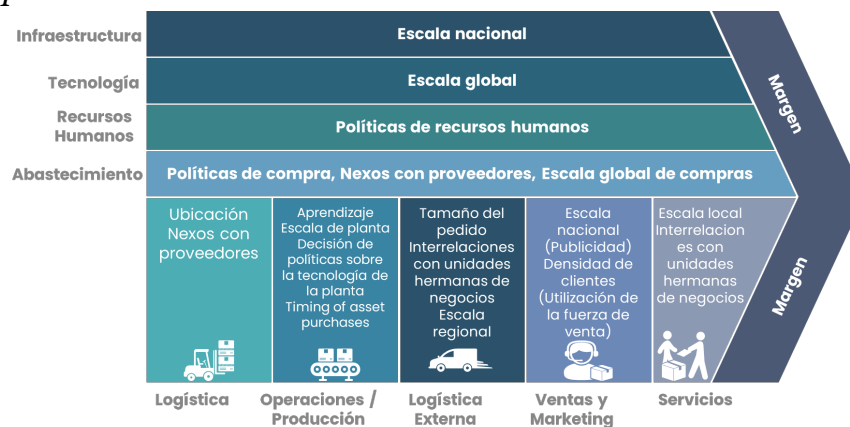 Infraestructura
Escala nacional
Tecnología
Escala global
Recursos
Humanos
Políticas de recursos humanos
Abastecimiento
Políticas de compra, Nexos con proveedores, Escala global de compras
Margen
Ubicación
Nexos con
proveedores
Aprendizaje
Escala de planta
Decisión de
políticas sobre
la tecnología de
la planta
Timing of asset
purchases
Tamaño del
pedido
Interrelaciones
con unidades
hermanas de
negocios
Escala
regional
Escala
nacional
(Publicidad)
Densidad de
clientes
(Utilización de
la fuerza de
venta)
Escala local
Interrelacion
es con
unidades
hermanas
de negocios
Margen
Logística
Operaciones /
Producción
Logística
Externa
Ventas y
Marketing
Servicios